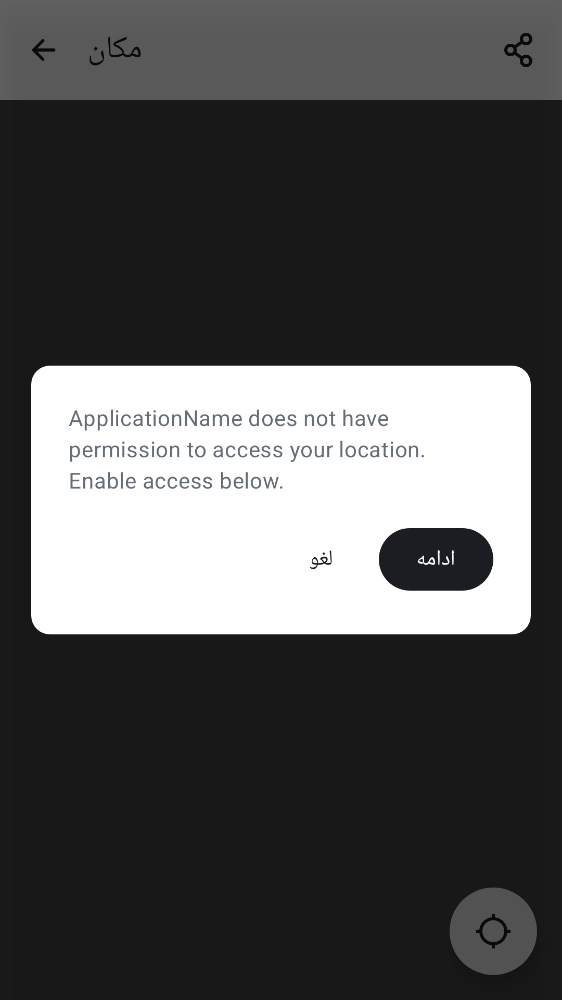 مکان
ApplicationName does not have
permission to access your location.
Enable access below.
لغو
ادامه